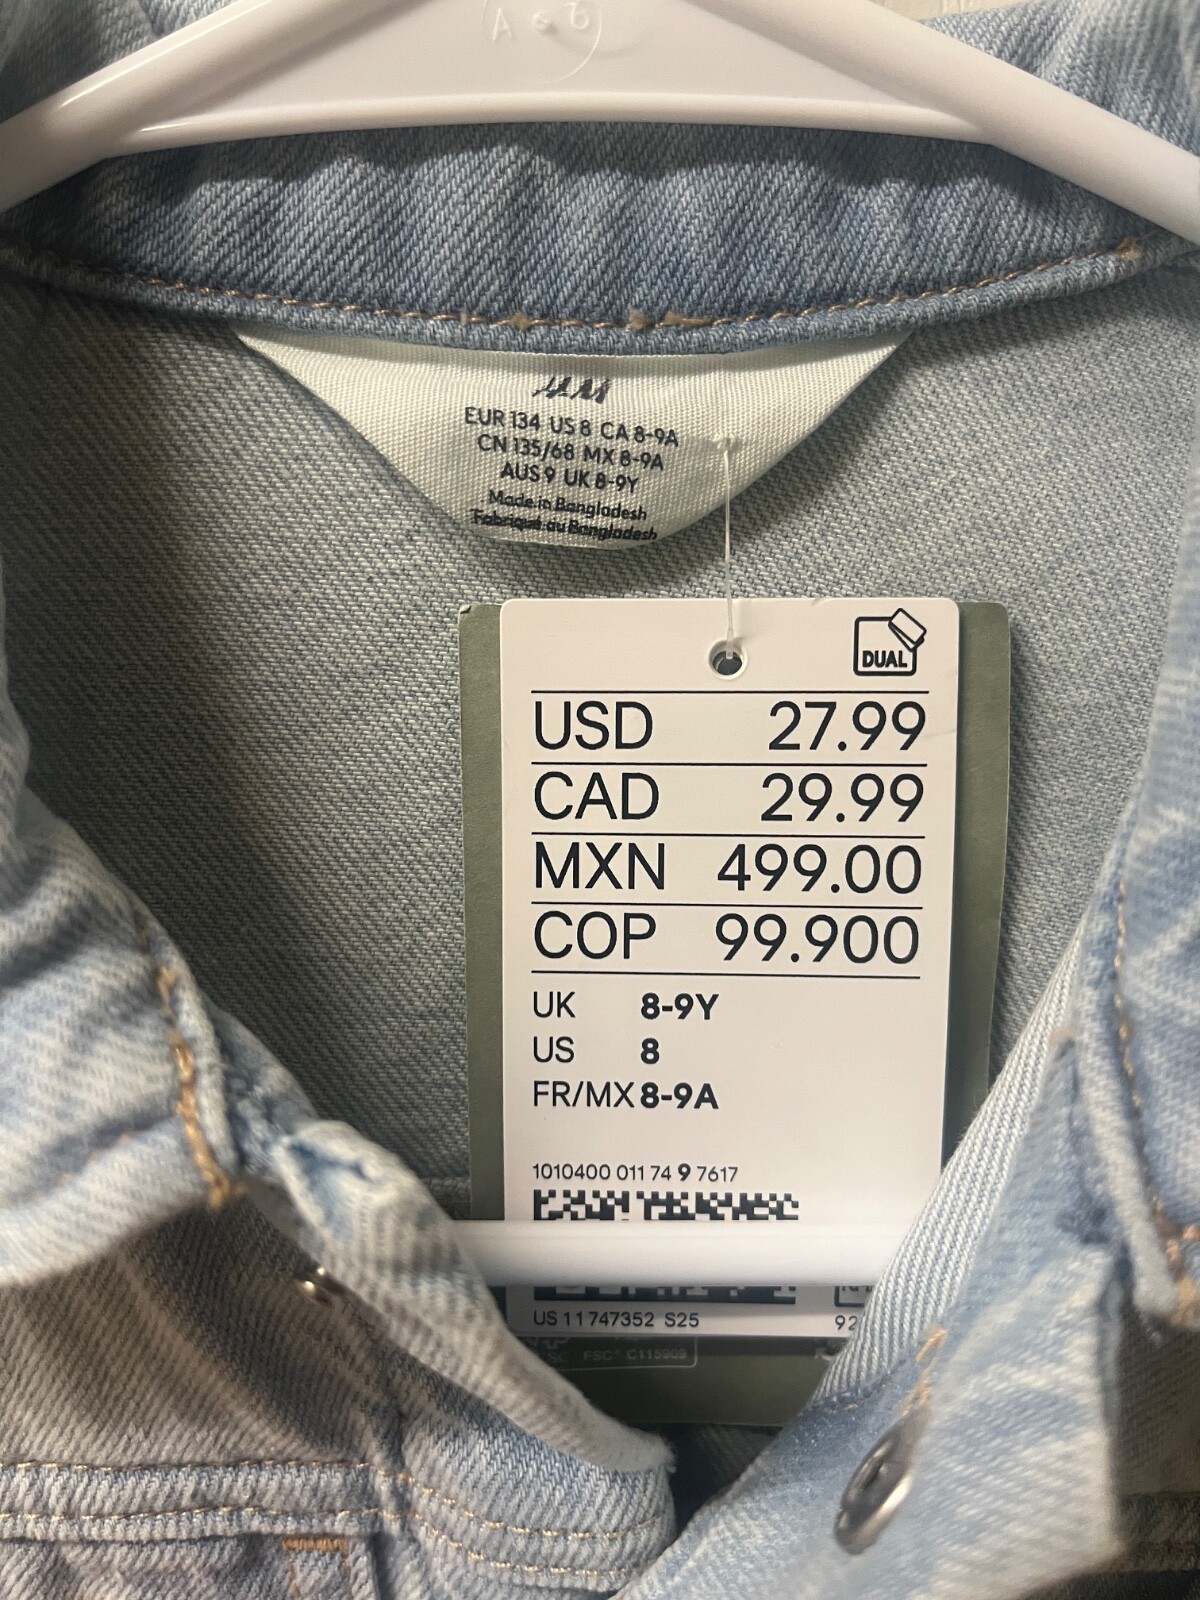 A
6
H&M
EUR 134 US 8 CA 8-9A
CN 135/68 MX 8-9A
AUS 9 UK 8-9Y
Made in Bangladesh
Fabriqué au Bangladesh
DUAL
USD 27.99
CAD 29.99
MXN 499.00
COP 99.900
UK 8-9Y
US 8
FR/MX 8-9A
1010400 011 74 9 7617
US 11 747352 S25
92
FSC® C115909